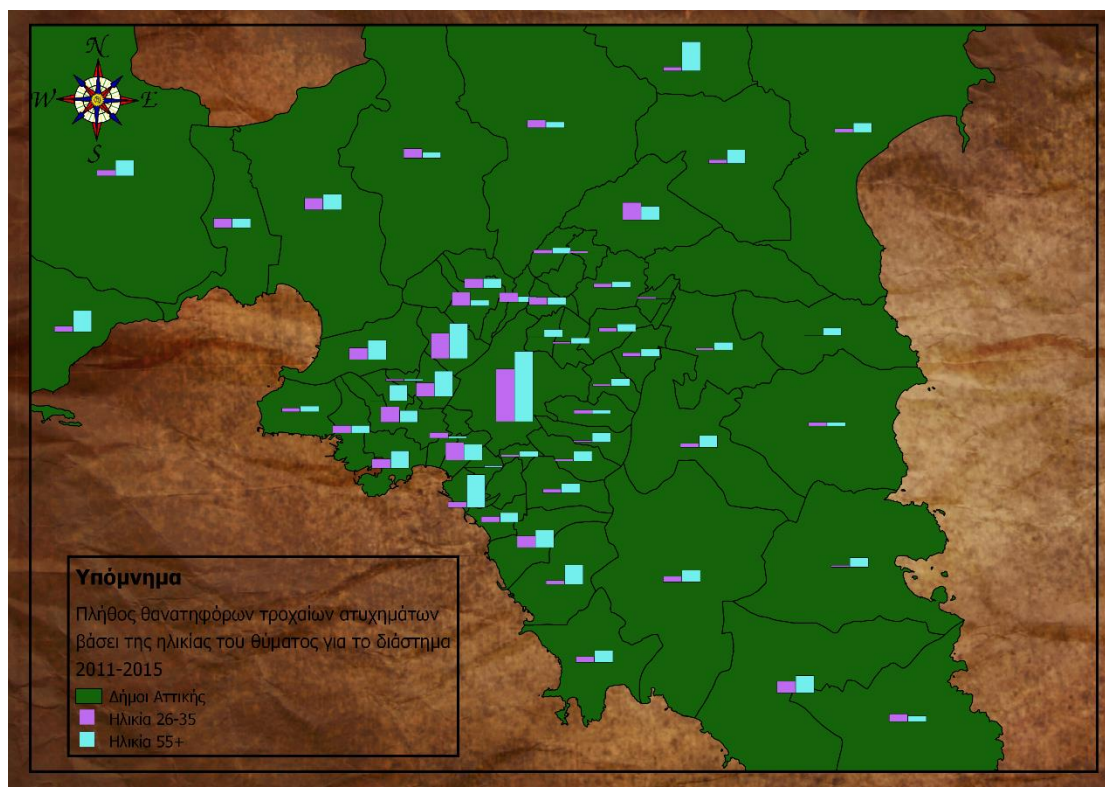 N
W E
S
Υπόμνημα
Πλήθος θανατηφόρων τροχαίων ατυχημάτων
βάσει της ηλικίας του θύματος για το διάστημα
2011-2015
Δήμοι Αττικής
Ηλικία 26-35
Ηλικία 55+